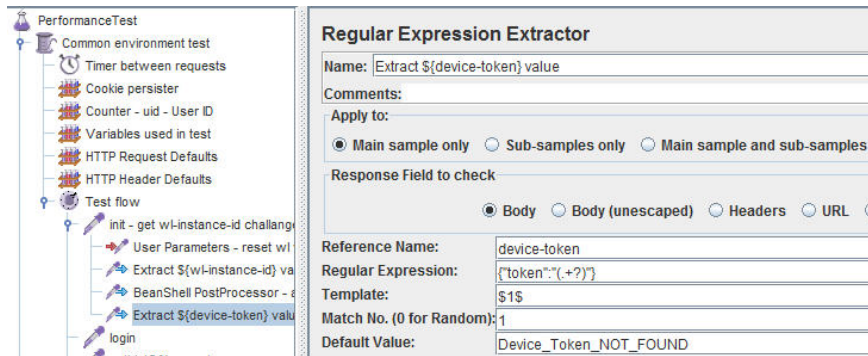 PerformanceTest
Common environment test
Timer between requests
Cookie persister
Counter - uid - User ID
Variables used in test
HTTP Request Defaults
HTTP Header Defaults
Test flow
init - get wl-instance-id challang
User Parameters - reset wl
Extract ${wl-instance-id} va
BeanShell PostProcessor - a
Extract ${device-token} valu
login
Regular Expression Extractor
Name: Extract ${device-token} value
Comments:
Apply to:
Main sample only Sub-samples only Main sample and sub-samples
Response Field to check
Body Body (unescaped) Headers URL
Reference Name: device-token
Regular Expression: {"token":"(.+?)"}
Template: $1$
Match No. (0 for Random): 1
Default Value: Device_Token_NOT_FOUND